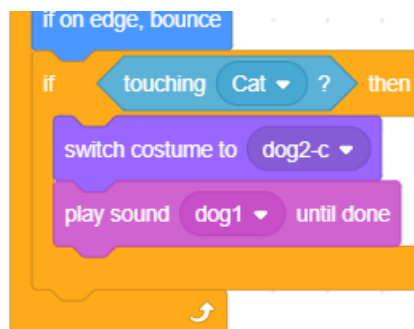 if on edge, bounce
if touching Cat ? then
switch costume to dog2-c
play sound dog1 until done